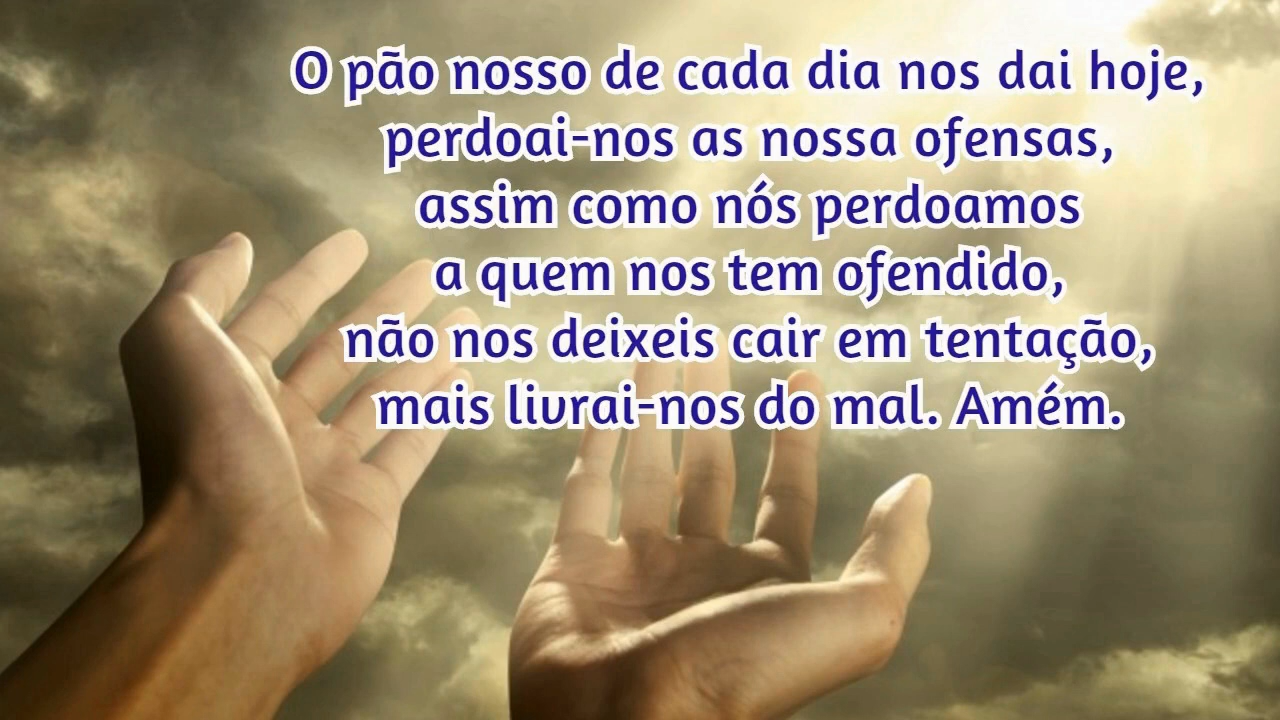 O pão nosso de cada dia nos dai hoje,
perdoai-nos as nossa ofensas,
assim como nós perdoamos
a quem nos tem ofendido,
não nos deixeis cair em tentação,
mais livrai-nos do mal. Amém.